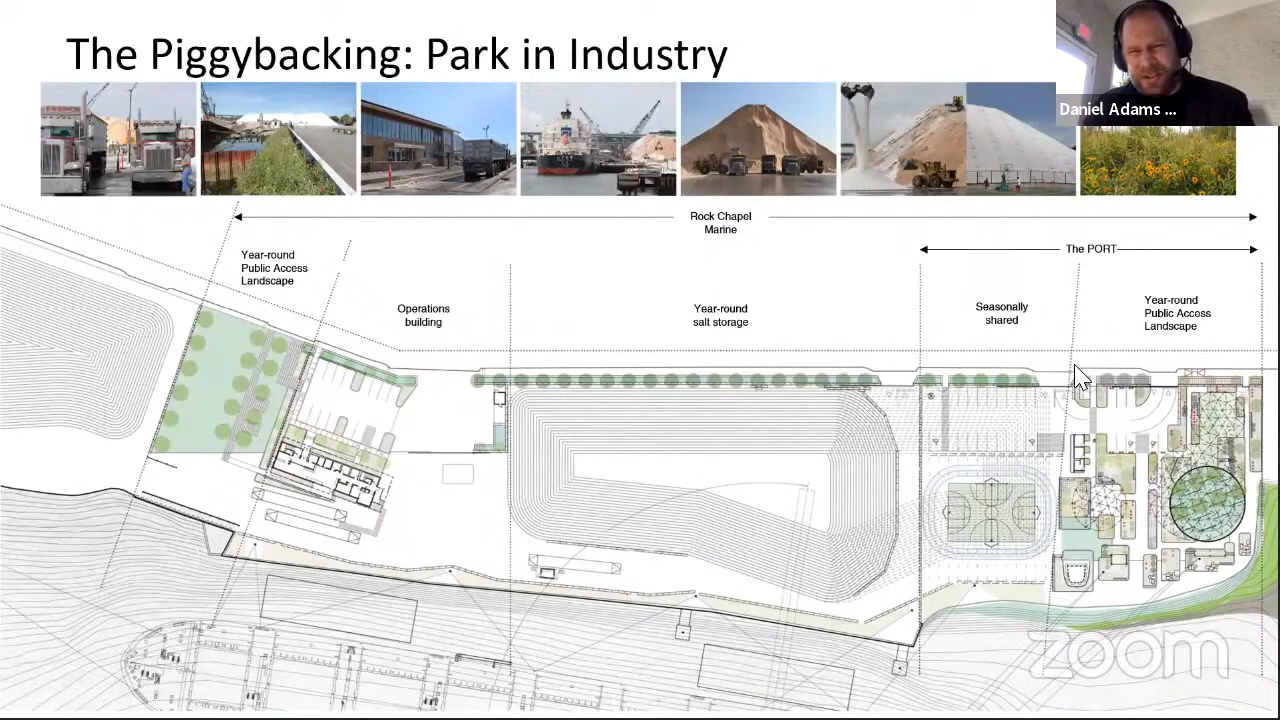 The Piggybacking: Park in Industry
Daniel Adams ...
FRENCH
Rock Chapel
Marine
The PORT
Year-round
Public Access
Landscape
Operations
building
Year-round
salt storage
Seasonally
shared
Year-round
Public Access
Landscape
zoom